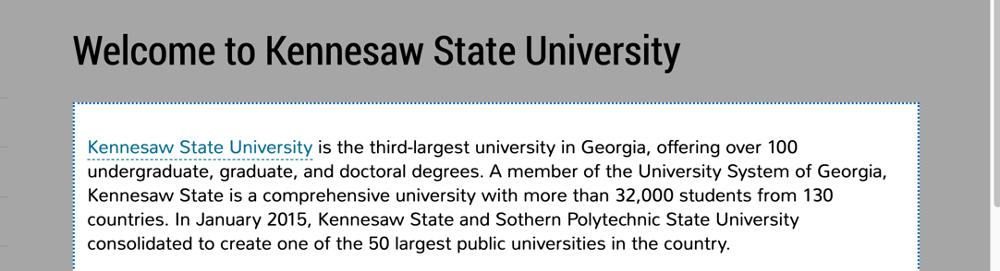 Welcome to Kennesaw State University
Kennesaw State University is the third-largest university in Georgia, offering over 100
undergraduate, graduate, and doctoral degrees. A member of the University System of Georgia,
Kennesaw State is a comprehensive university with more than 32,000 students from 130
countries. In January 2015, Kennesaw State and Sothern Polytechnic State University
consolidated to create one of the 50 largest public universities in the country.